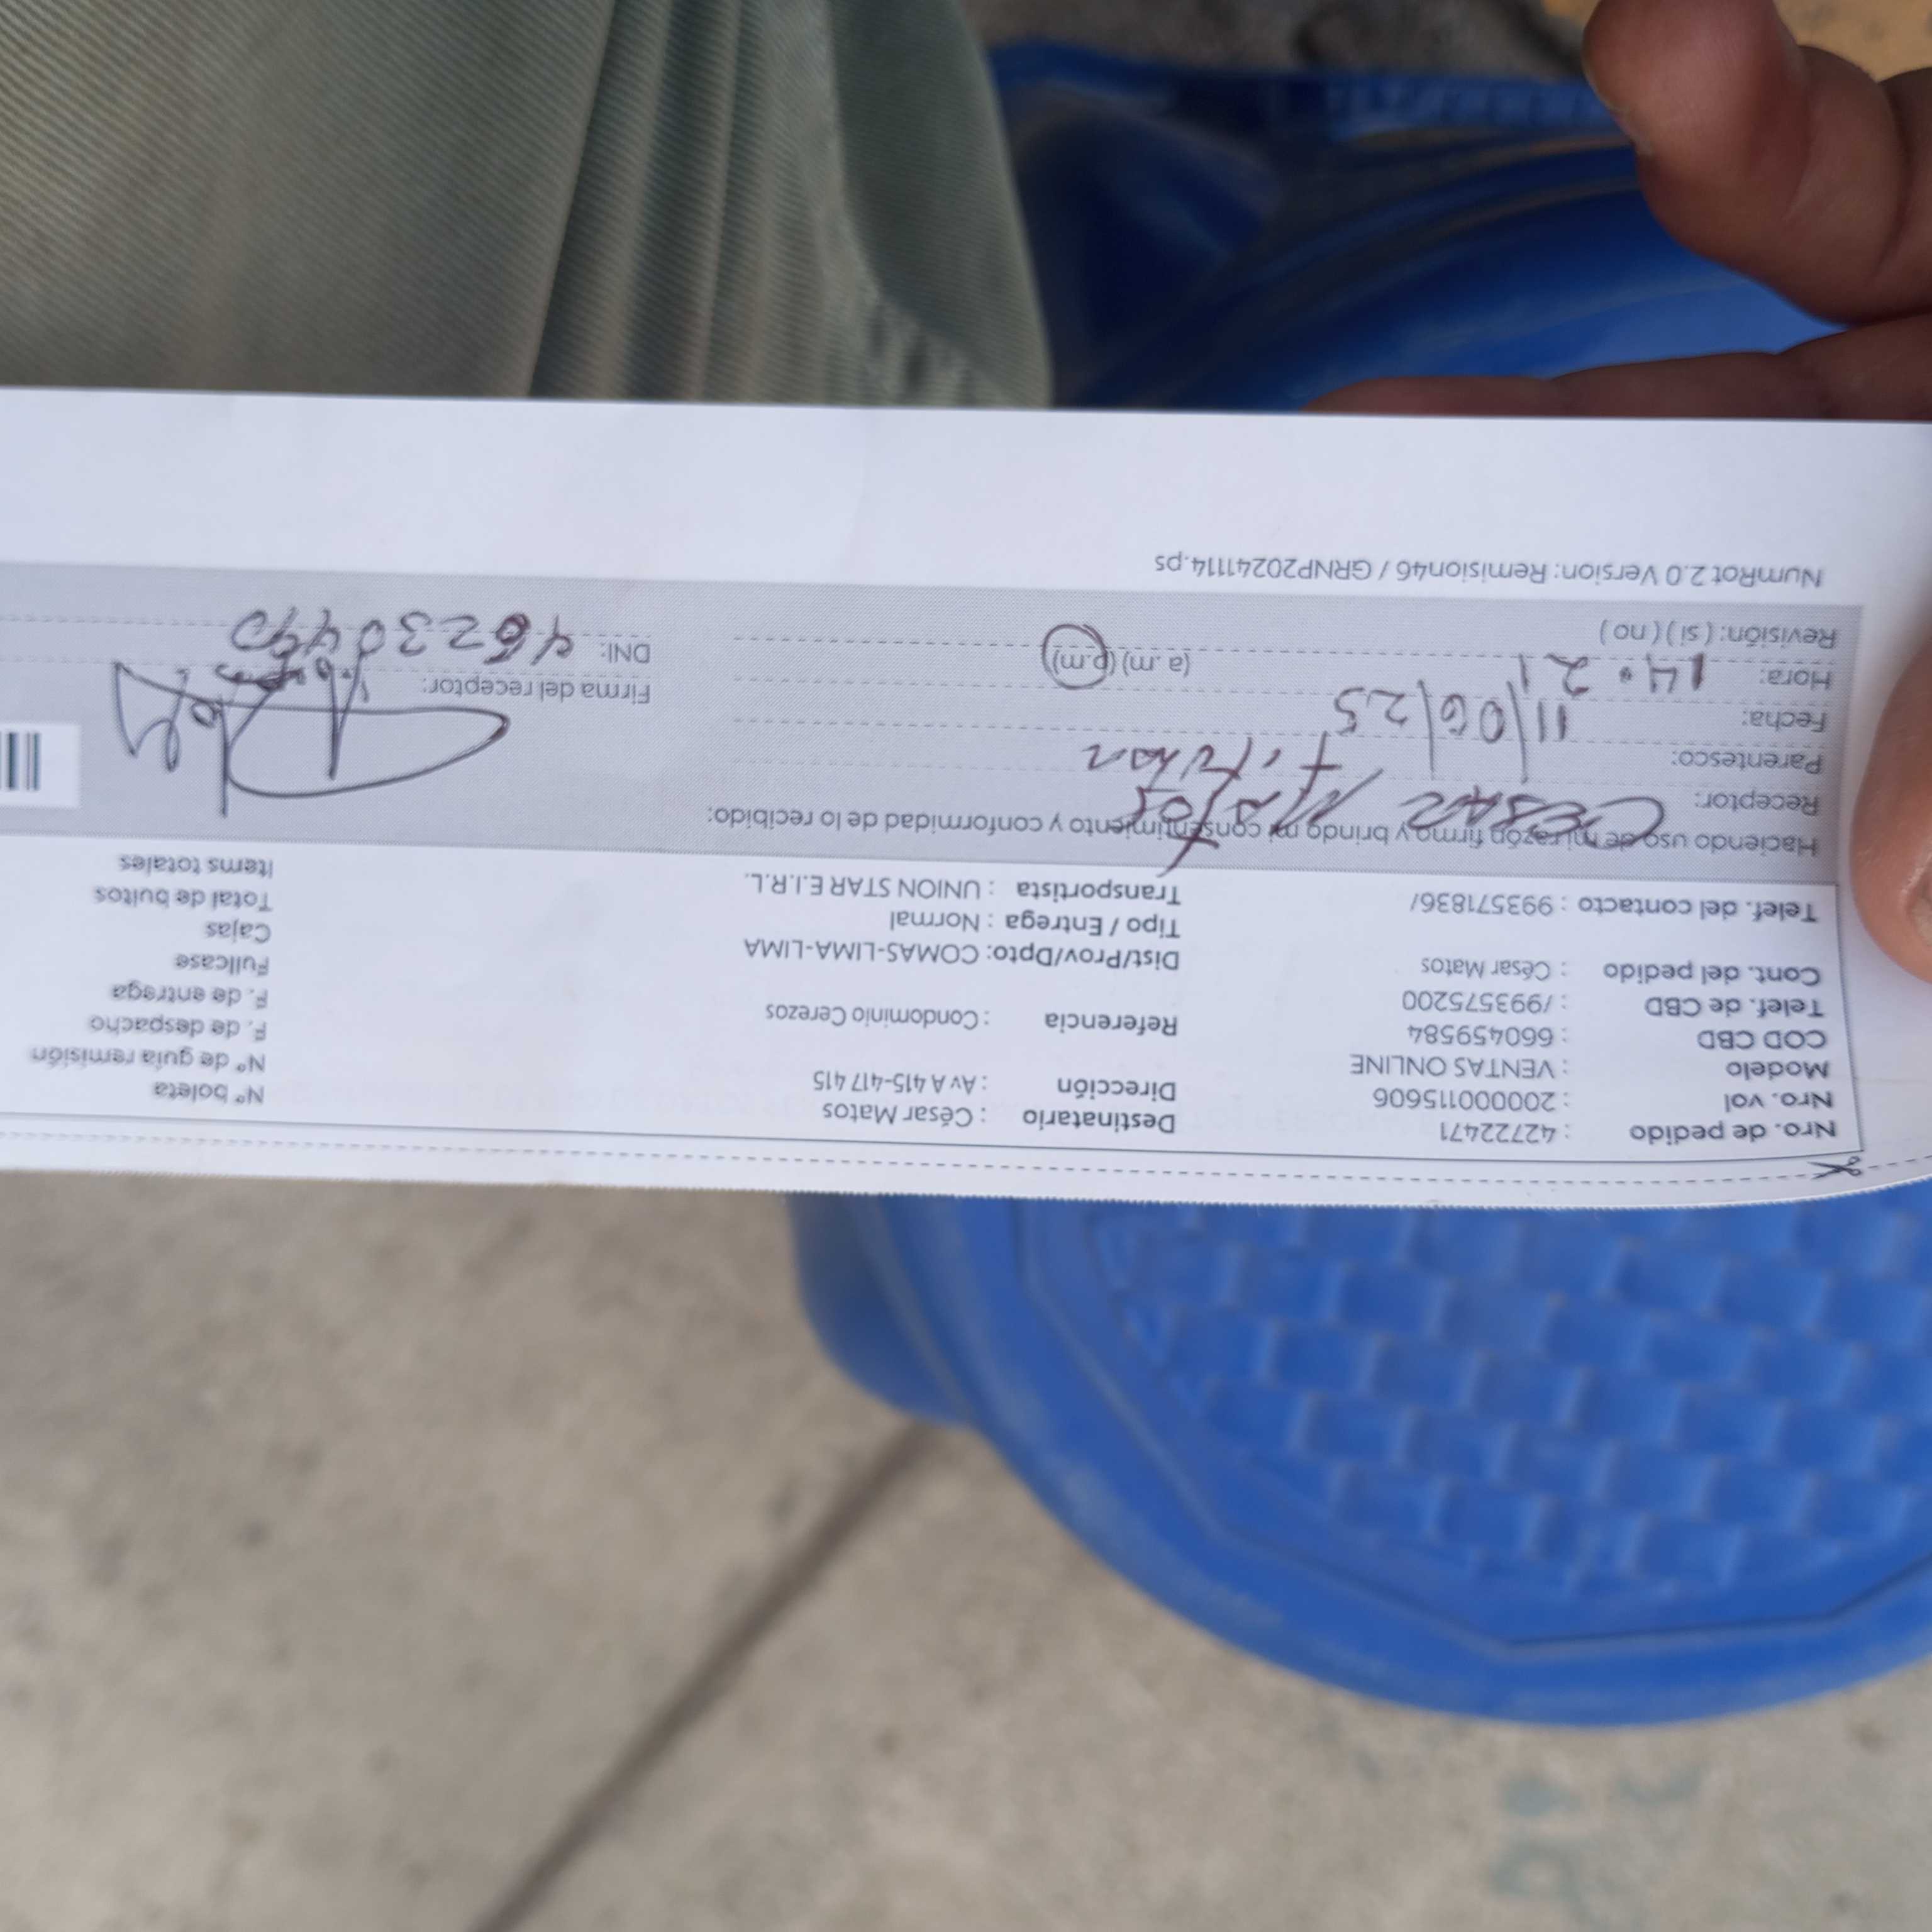 Nro. de pedido : 42722471
Nro. vol : 20000115606
Modelo : VENTAS ONLINE
COD CBD : 660459584
Telef. de CBD : /993575200
Cont. del pedido : César Matos
Telef. del contacto : 993571836/
Destinatario : César Matos
Dirección : Av A 415-417 415
Referencia : Condominio Cerezos
Dist/Prov/Dpto: COMAS-LIMA-LIMA
Tipo / Entrega : Normal
Transportista : UNION STAR E.I.R.L.
N° boleta
N° de guía remisión
F. de despacho
F. de entrega
Fullcase
Cajas
Total de bultos
Items totales
Haciendo uso de mi razón firmo y brindo mi consentimiento y conformidad de lo recibido:
Receptor: CESAR Matos
Parentesco: Titular
Fecha: 11/06/25
Hora: 14:21 (a.m) (p.m)
Revisión: ( si ) ( no )
Firma del receptor:
DNI: 46230440
NumRot 2.0 Version: Remision46 / GRNP20241114.ps